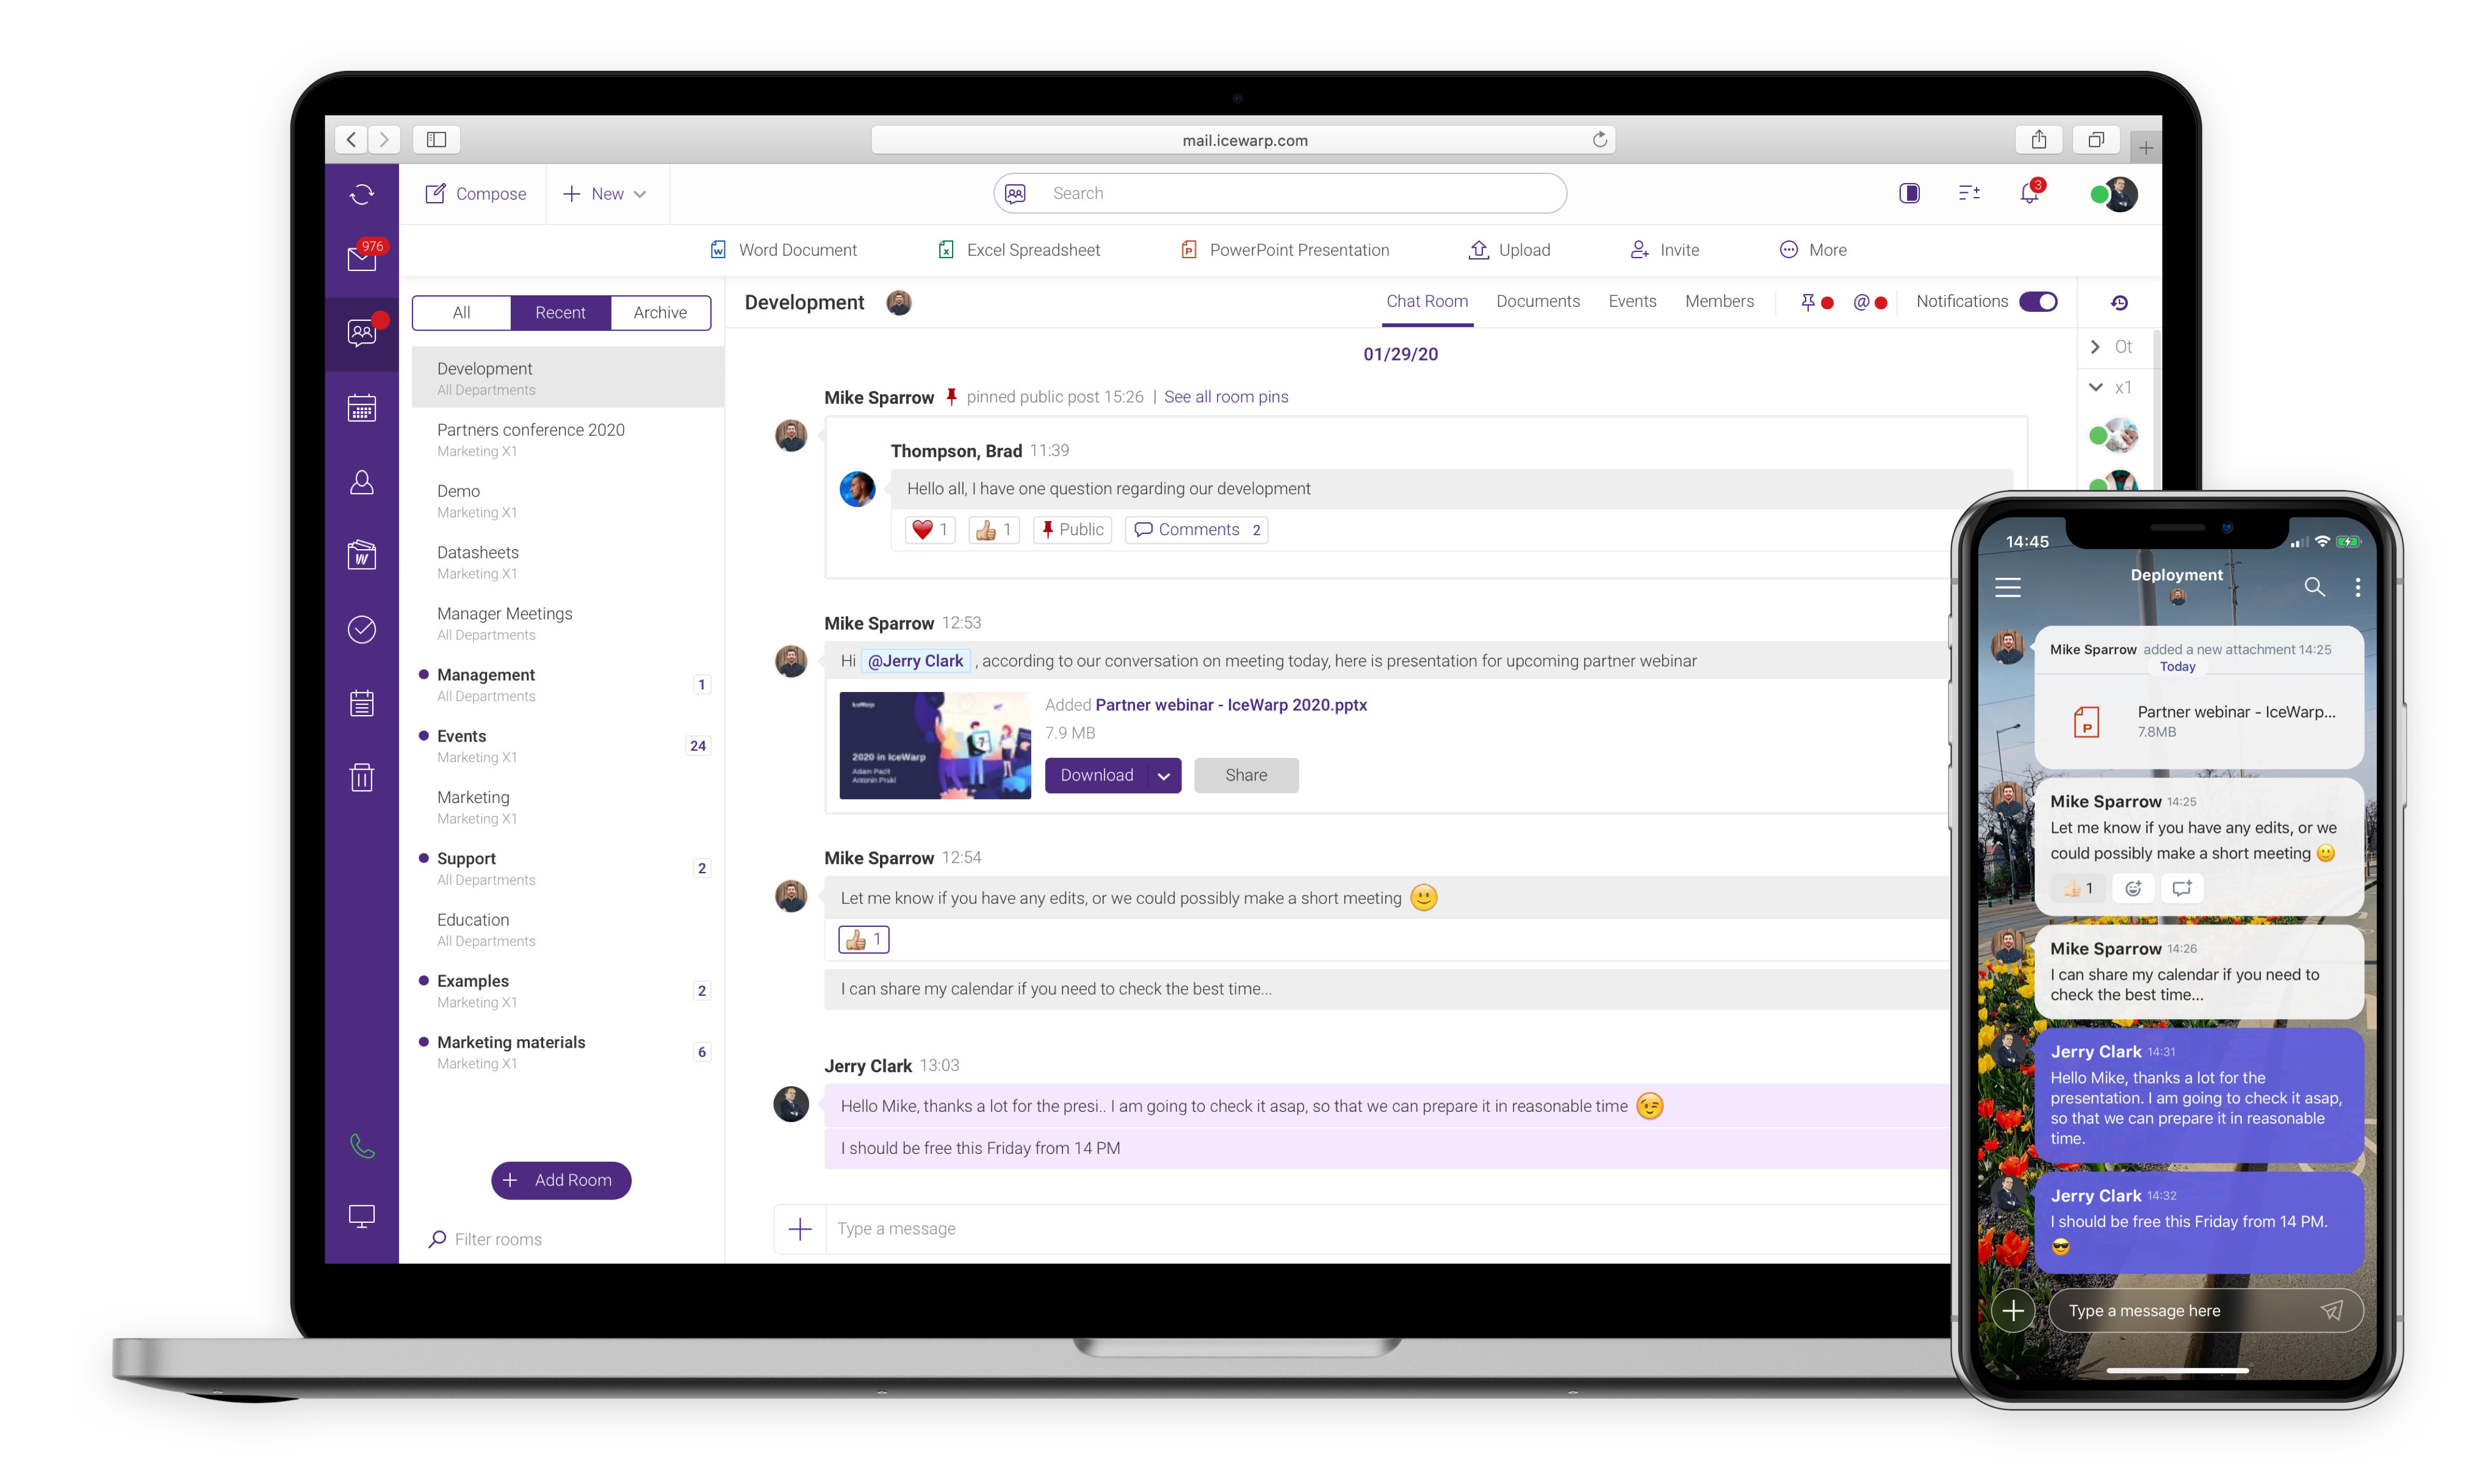 mail.icewarp.com
Compose
New
Search
3
976
Word Document
Excel Spreadsheet
PowerPoint Presentation
Upload
Invite
More
All
Recent
Archive
Development
All Departments
Partners conference 2020
Marketing X1
Demo
Marketing X1
Datasheets
Marketing X1
Manager Meetings
All Departments
Management
1
All Departments
Events
24
Marketing X1
Marketing
Marketing X1
Support
2
All Departments
Education
All Departments
Examples
2
Marketing X1
Marketing materials
6
Marketing X1
Add Room
Filter rooms
Development
Chat Room
Documents
Events
Members
@
Notifications
Ot
x1
01/29/20
Mike Sparrow pinned public post 15:26 | See all room pins
Thompson, Brad 11:39
Hello all, I have one question regarding our development
1
1
Public
Comments 2
Mike Sparrow 12:53
Hi @Jerry Clark , according to our conversation on meeting today, here is presentation for upcoming partner webinar
IceWarp
2020 in IceWarp
Adam Paclt
Antonin Prukl
Added Partner webinar - IceWarp 2020.pptx
7.9 MB
Download
Share
Mike Sparrow 12:54
Let me know if you have any edits, or we could possibly make a short meeting
1
I can share my calendar if you need to check the best time...
Jerry Clark 13:03
Hello Mike, thanks a lot for the presi.. I am going to check it asap, so that we can prepare it in reasonable time
I should be free this Friday from 14 PM
Type a message
14:45
Deployment
Mike Sparrow added a new attachment 14:25
Today
P
Partner webinar - IceWarp...
7.8MB
Mike Sparrow 14:25
Let me know if you have any edits, or we
could possibly make a short meeting
1
Mike Sparrow 14:26
I can share my calendar if you need to
check the best time...
Jerry Clark 14:31
Hello Mike, thanks a lot for the
presentation. I am going to check it asap,
so that we can prepare it in reasonable
time.
Jerry Clark 14:32
I should be free this Friday from 14 PM.
Type a message here